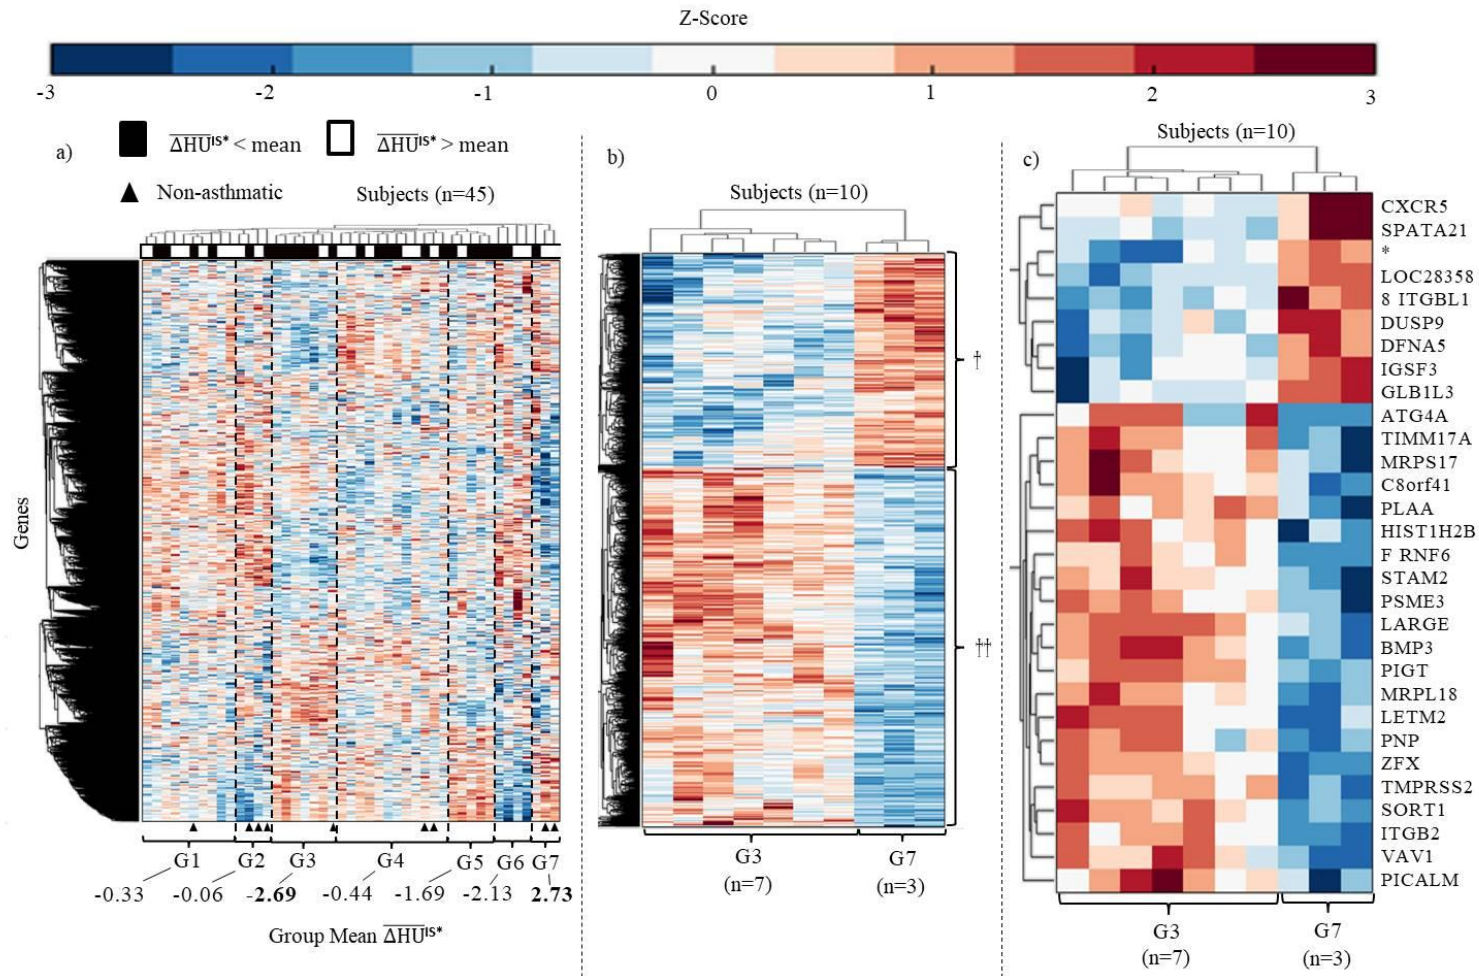 Z-Score
-3 -2 -1 0 1 2 3
a)
ΔHU^IS* < mean
ΔHU^IS* > mean
Non-asthmatic
Subjects (n=45)
Genes
G1 G2 G3 G4 G5 G6 G7
-0.33 -0.06 -2.69 -0.44 -1.69 -2.13 2.73
Group Mean ΔHU^IS*
b)
Subjects (n=10)
†
††
G3 G7
(n=7) (n=3)
c)
Subjects (n=10)
CXCR5
SPATA21
*
LOC28358
8 ITGBL1
DUSP9
DFNA5
IGSF3
GLB1L3
ATG4A
TIMM17A
MRPS17
C8orf41
PLAA
HIST1H2B
F RNF6
STAM2
PSME3
LARGE
BMP3
PIGT
MRPL18
LETM2
PNP
ZFX
TMPRSS2
SORT1
ITGB2
VAV1
PICALM
G3 G7
(n=7) (n=3)